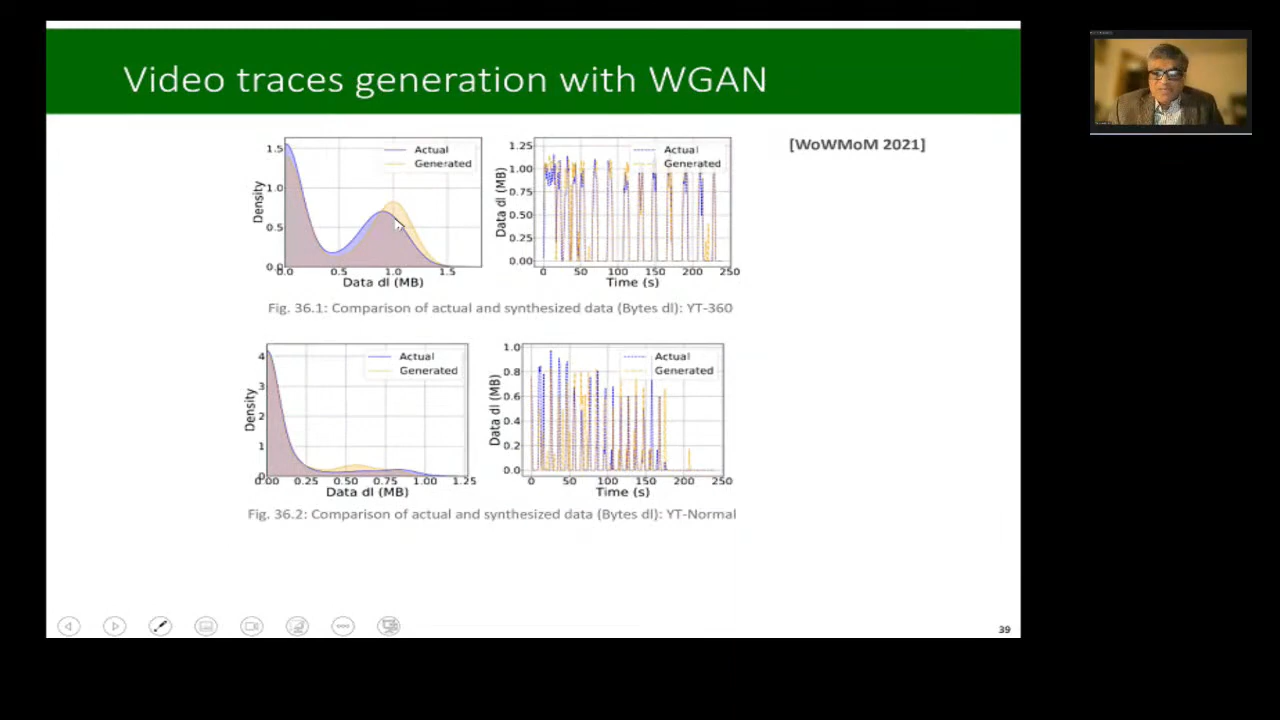 Video traces generation with WGAN
[WoWMoM 2021]
Actual
Generated
1.5
1.0
0.5
0.0
Density
0.0 0.5 1.0 1.5
Data dl (MB)
Actual
Generated
1.25
1.00
0.75
0.50
0.25
0.00
Data dl (MB)
0 50 100 150 200 250
Time (s)
Fig. 36.1: Comparison of actual and synthesized data (Bytes dl): YT-360
Actual
Generated
4
3
2
1
0
Density
0.00 0.25 0.50 0.75 1.00 1.25
Data dl (MB)
Actual
Generated
1.0
0.8
0.6
0.4
0.2
0.0
Data dl (MB)
0 50 100 150 200 250
Time (s)
Fig. 36.2: Comparison of actual and synthesized data (Bytes dl): YT-Normal
39